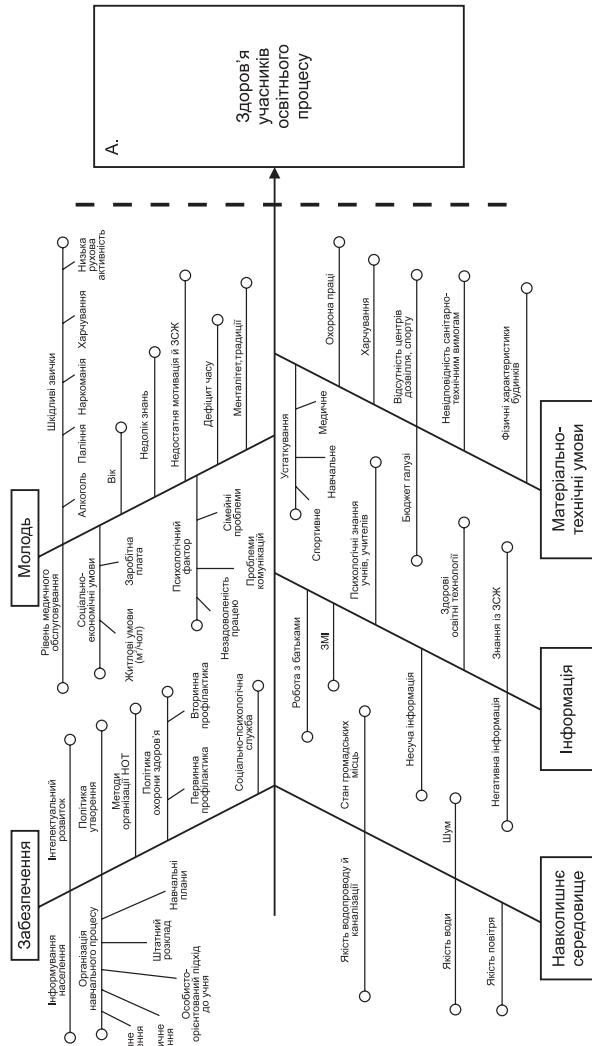 А.
Здоров’я
учасників
освітнього
процесу
Забезпечення
Інформування
населення
Інтелектуальний
розвиток
Організація
навчального процесу
Політика
утворення
Навчальні
плани
Штатний
розклад
Особисто-
орієнтований підхід
до учня
Методи
організації НОТ
Політика
охорони здоров’я
Первинна
профілактика
Вторинна
профілактика
Соціально-психологічна
служба
Молодь
Рівень медичного
обслуговування
Шкідливі звички
Алкоголь
Паління
Наркоманія
Харчування
Низька
рухова
активність
Соціально-
економічні умови
Житлові умови
(м²/чол)
Заробітна
плата
Вік
Недолік знань
Недостатня мотивація й ЗСЖ
Психологічний
фактор
Незадоволеність
працею
Проблеми
комунікацій
Сімейні
проблеми
Дефіцит часу
Менталітет,традиції
Навколишнє
середовище
Стан громадських
місць
Якість водопроводу й
каналізації
Шум
Якість води
Якість повітря
Інформація
Робота з батьками
ЗМІ
Психологічні знання
учнів, учителів
Несуча інформація
Здорові
освітні технології
Знання із ЗСЖ
Негативна інформація
Матеріально-
технічні умови
Устаткування
Спортивне
Навчальне
Медичне
Охорона праці
Харчування
Відсутність центрів
дозвілля, спорту
Бюджет галузі
Невідповідність санітарно-
технічним вимогам
Фізичні характеристики
будинків